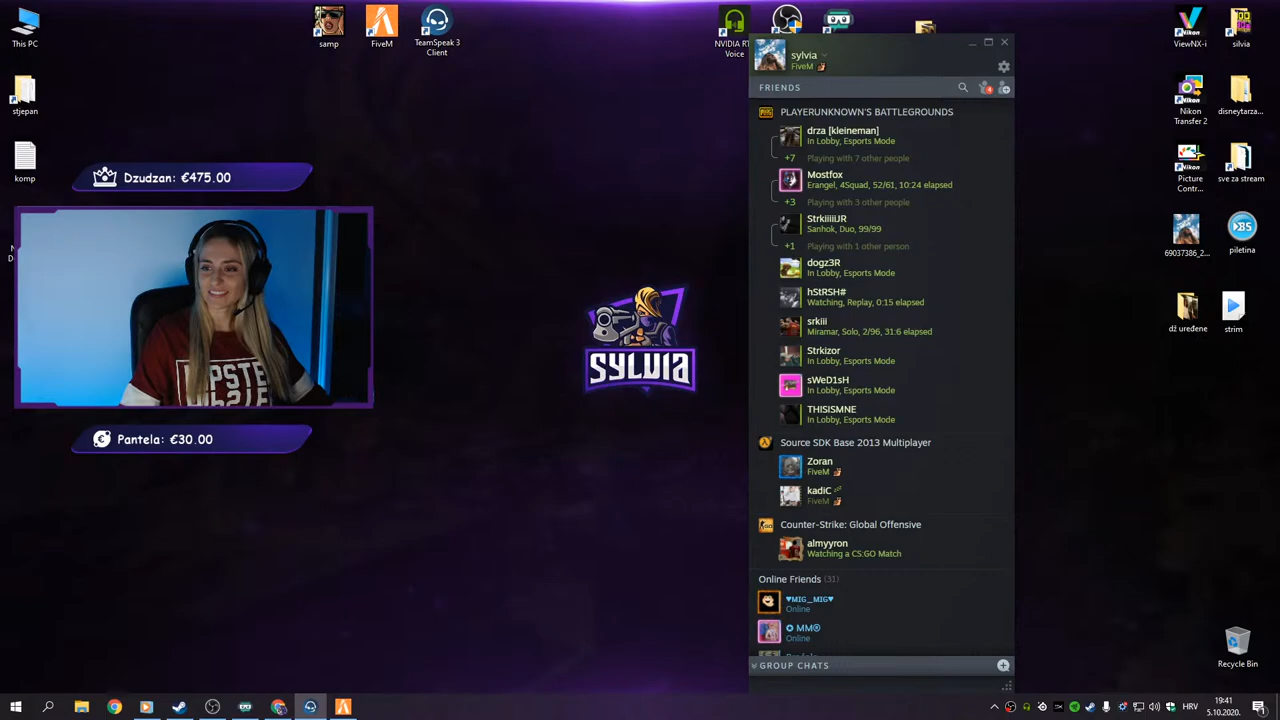 This PC
samp
FiveM
TeamSpeak 3
Client
NVIDIA RT
Voice
stjepan
komp
Dzudzan: €475.00
Pantela: €30.00
SYLVIA
sylvia
FiveM
FRIENDS
4
PLAYERUNKNOWN'S BATTLEGROUNDS
drza [kleineman]
In Lobby, Esports Mode
+7 Playing with 7 other people
Mostfox
Erangel, 4Squad, 52/61, 10:24 elapsed
+3 Playing with 3 other people
StrkiiiiiJR
Sanhok, Duo, 99/99
+1 Playing with 1 other person
dogz3R
In Lobby, Esports Mode
hStRSH#
Watching, Replay, 0:15 elapsed
srkiii
Miramar, Solo, 2/96, 31:6 elapsed
Strkizor
In Lobby, Esports Mode
sWeD1sH
In Lobby, Esports Mode
THISISMNE
In Lobby, Esports Mode
Source SDK Base 2013 Multiplayer
Zoran
FiveM
kadiC zzz
FiveM
Counter-Strike: Global Offensive
almyyron
Watching a CS:GO Match
Online Friends (31)
♥MIG_MIG♥
Online
✪ MM®
Online
GROUP CHATS
ViewNX-i
silvia
Nikon
Transfer 2
disneytarza...
Picture
Contr...
sve za stream
69037386_2...
piletina
dž uređene
strim
Recycle Bin
HRV
19:41
5.10.2020.